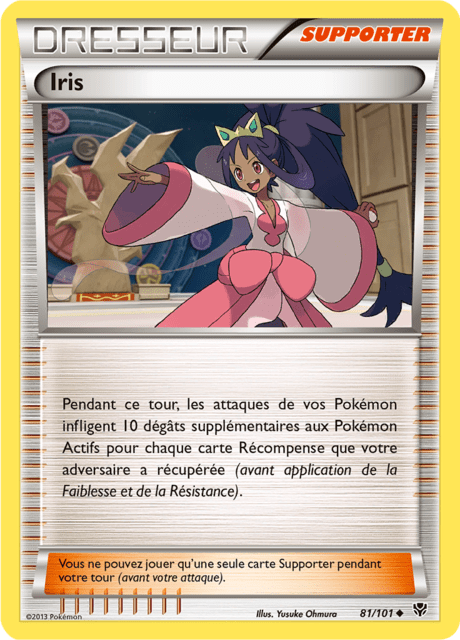 DRESSEUR SUPPORTER
Iris
Pendant ce tour, les attaques de vos Pokémon
infligent 10 dégâts supplémentaires aux Pokémon
Actifs pour chaque carte Récompense que votre
adversaire a récupérée (avant application de la
Faiblesse et de la Résistance).
Vous ne pouvez jouer qu'une seule carte Supporter pendant
votre tour (avant votre attaque).
©2013 Pokémon Illus. Yusuke Ohmura 81/101